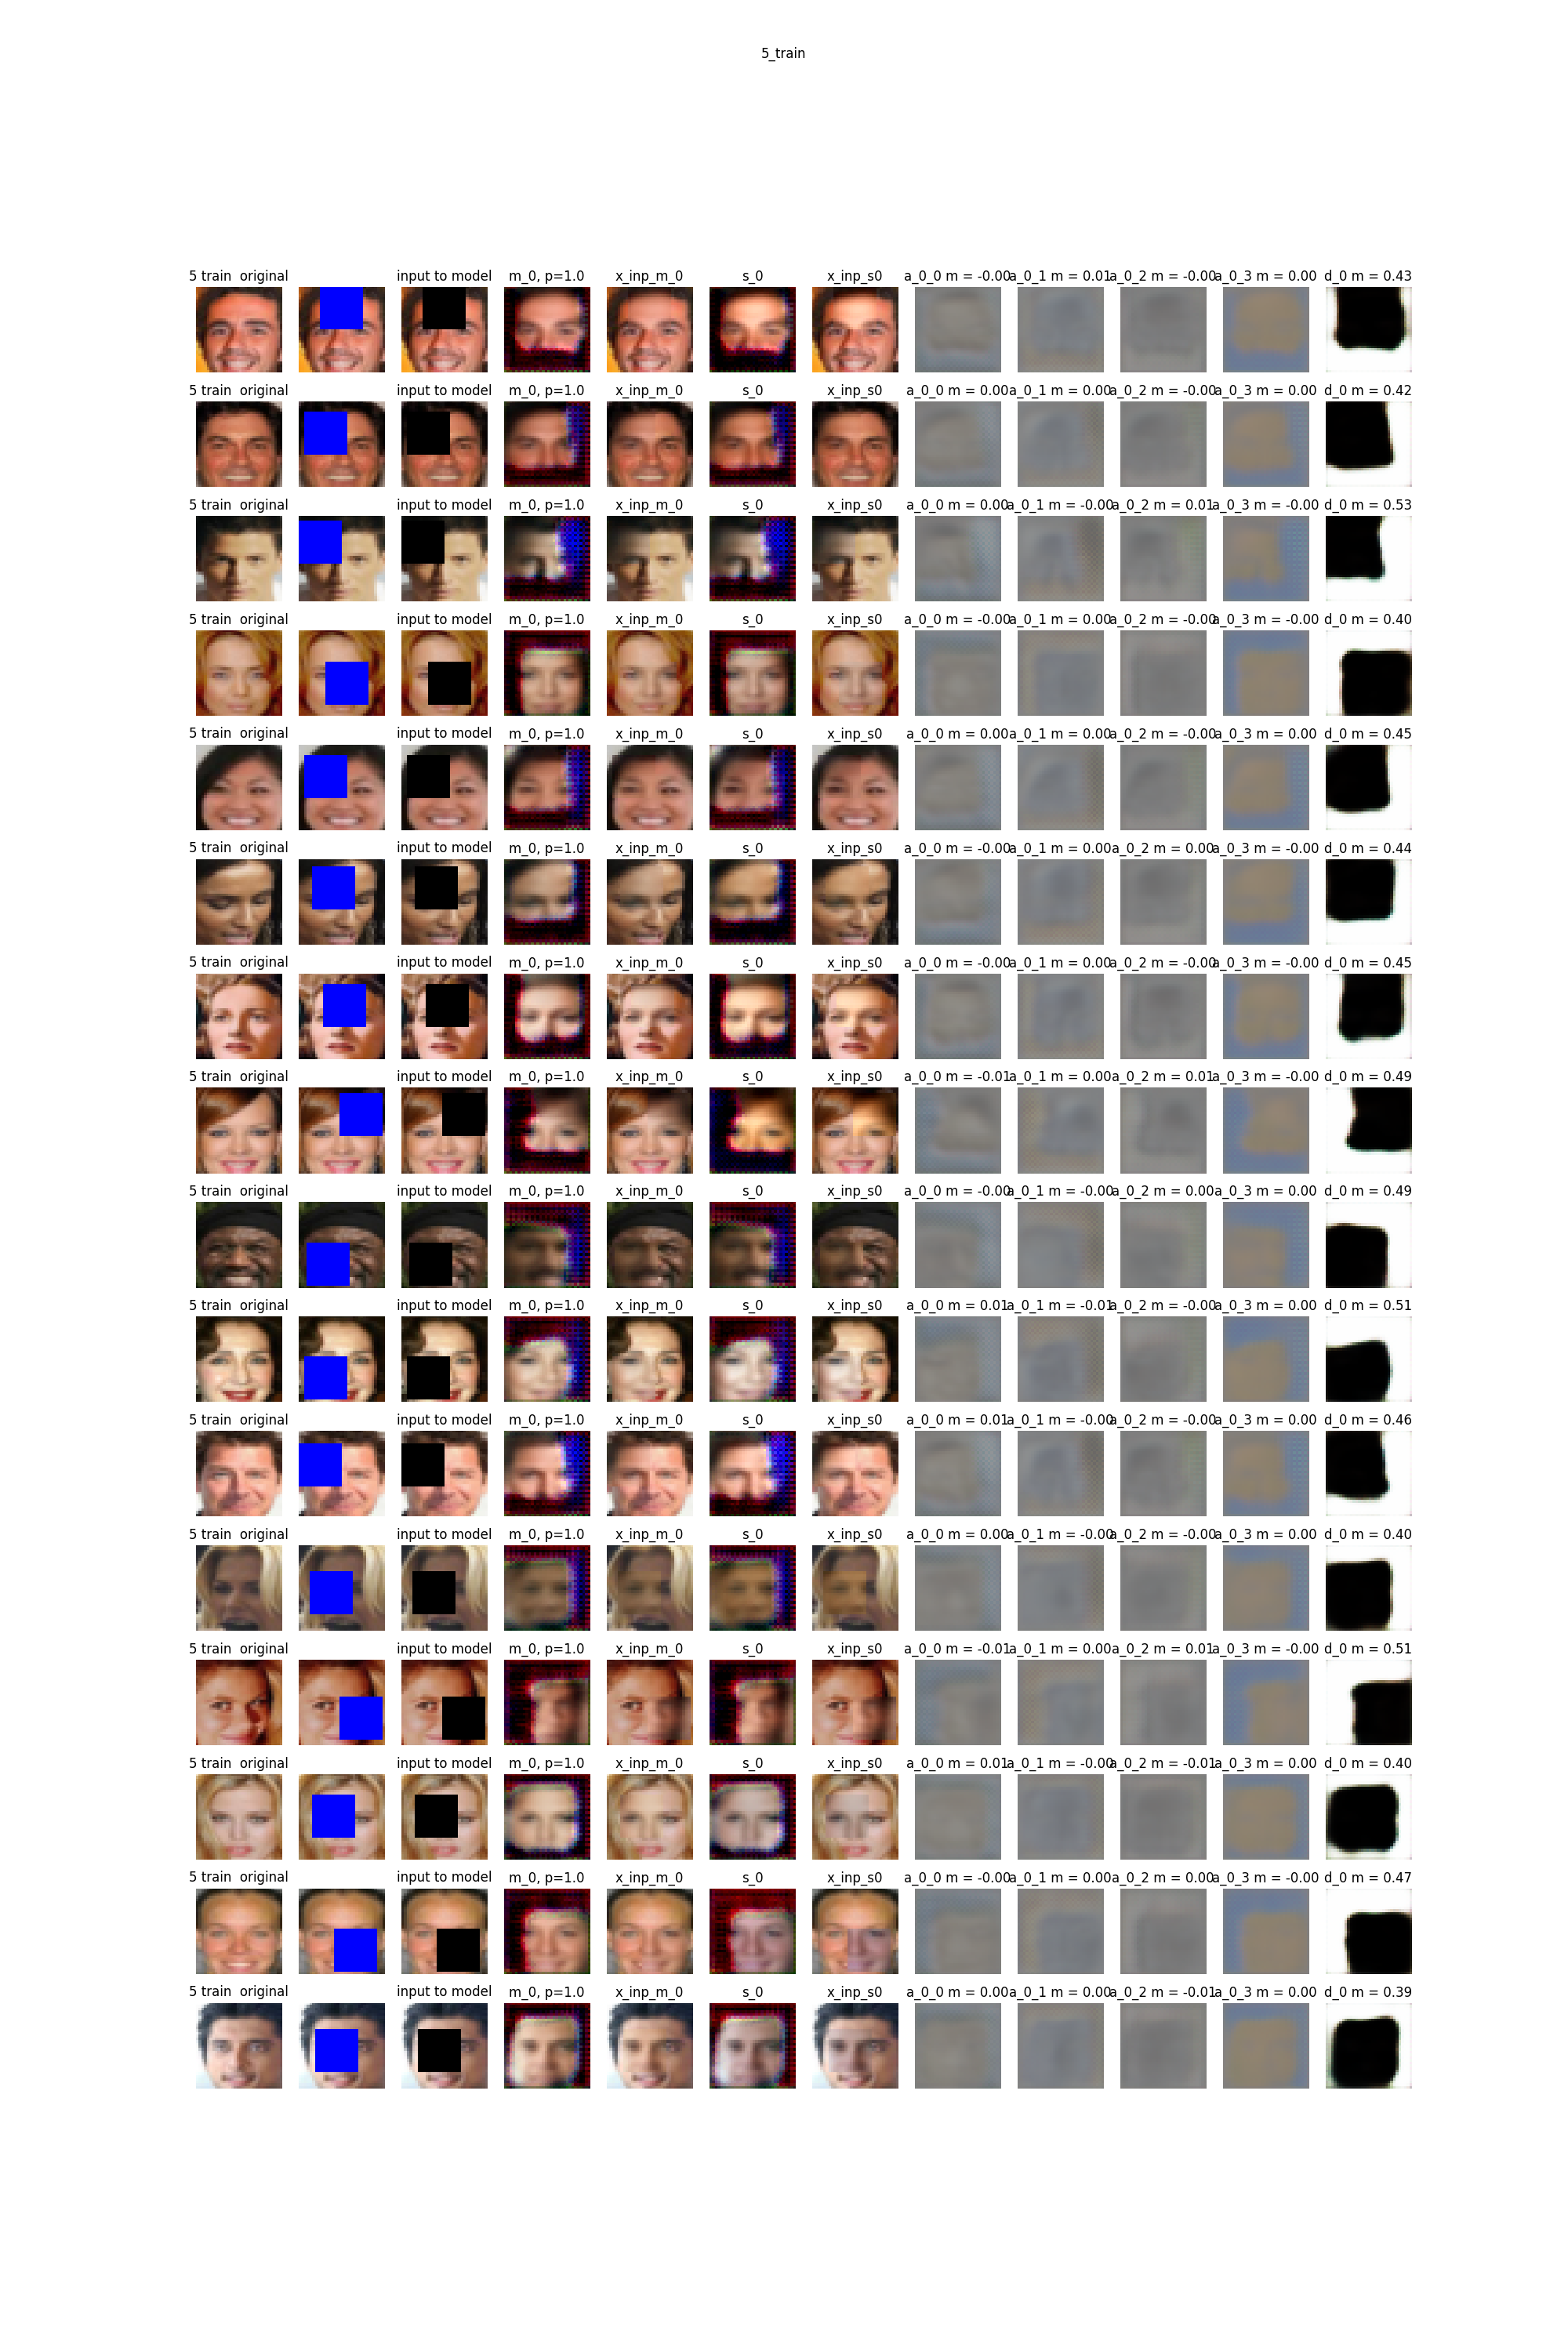 5_train
5 train original input to model m_0, p=1.0 x_inp_m_0 s_0 x_inp_s0 a_0_0 m = -0.00 a_0_1 m = 0.01 a_0_2 m = -0.00 a_0_3 m = 0.00 d_0 m = 0.43
5 train original input to model m_0, p=1.0 x_inp_m_0 s_0 x_inp_s0 a_0_0 m = 0.00 a_0_1 m = 0.00 a_0_2 m = -0.00 a_0_3 m = 0.00 d_0 m = 0.42
5 train original input to model m_0, p=1.0 x_inp_m_0 s_0 x_inp_s0 a_0_0 m = 0.00 a_0_1 m = -0.00 a_0_2 m = 0.01 a_0_3 m = -0.00 d_0 m = 0.53
5 train original input to model m_0, p=1.0 x_inp_m_0 s_0 x_inp_s0 a_0_0 m = -0.00 a_0_1 m = 0.00 a_0_2 m = -0.00 a_0_3 m = -0.00 d_0 m = 0.40
5 train original input to model m_0, p=1.0 x_inp_m_0 s_0 x_inp_s0 a_0_0 m = 0.00 a_0_1 m = 0.00 a_0_2 m = -0.00 a_0_3 m = 0.00 d_0 m = 0.45
5 train original input to model m_0, p=1.0 x_inp_m_0 s_0 x_inp_s0 a_0_0 m = -0.00 a_0_1 m = 0.00 a_0_2 m = 0.00 a_0_3 m = -0.00 d_0 m = 0.44
5 train original input to model m_0, p=1.0 x_inp_m_0 s_0 x_inp_s0 a_0_0 m = -0.00 a_0_1 m = 0.00 a_0_2 m = -0.00 a_0_3 m = -0.00 d_0 m = 0.45
5 train original input to model m_0, p=1.0 x_inp_m_0 s_0 x_inp_s0 a_0_0 m = -0.01 a_0_1 m = 0.00 a_0_2 m = 0.01 a_0_3 m = -0.00 d_0 m = 0.49
5 train original input to model m_0, p=1.0 x_inp_m_0 s_0 x_inp_s0 a_0_0 m = -0.00 a_0_1 m = -0.00 a_0_2 m = 0.00 a_0_3 m = 0.00 d_0 m = 0.49
5 train original input to model m_0, p=1.0 x_inp_m_0 s_0 x_inp_s0 a_0_0 m = 0.01 a_0_1 m = -0.01 a_0_2 m = -0.00 a_0_3 m = 0.00 d_0 m = 0.51
5 train original input to model m_0, p=1.0 x_inp_m_0 s_0 x_inp_s0 a_0_0 m = 0.01 a_0_1 m = -0.00 a_0_2 m = -0.00 a_0_3 m = 0.00 d_0 m = 0.46
5 train original input to model m_0, p=1.0 x_inp_m_0 s_0 x_inp_s0 a_0_0 m = 0.00 a_0_1 m = -0.00 a_0_2 m = -0.00 a_0_3 m = 0.00 d_0 m = 0.40
5 train original input to model m_0, p=1.0 x_inp_m_0 s_0 x_inp_s0 a_0_0 m = -0.01 a_0_1 m = 0.00 a_0_2 m = 0.01 a_0_3 m = -0.00 d_0 m = 0.51
5 train original input to model m_0, p=1.0 x_inp_m_0 s_0 x_inp_s0 a_0_0 m = 0.01 a_0_1 m = -0.00 a_0_2 m = -0.01 a_0_3 m = 0.00 d_0 m = 0.40
5 train original input to model m_0, p=1.0 x_inp_m_0 s_0 x_inp_s0 a_0_0 m = -0.00 a_0_1 m = 0.00 a_0_2 m = 0.00 a_0_3 m = -0.00 d_0 m = 0.47
5 train original input to model m_0, p=1.0 x_inp_m_0 s_0 x_inp_s0 a_0_0 m = 0.00 a_0_1 m = 0.00 a_0_2 m = -0.01 a_0_3 m = 0.00 d_0 m = 0.39